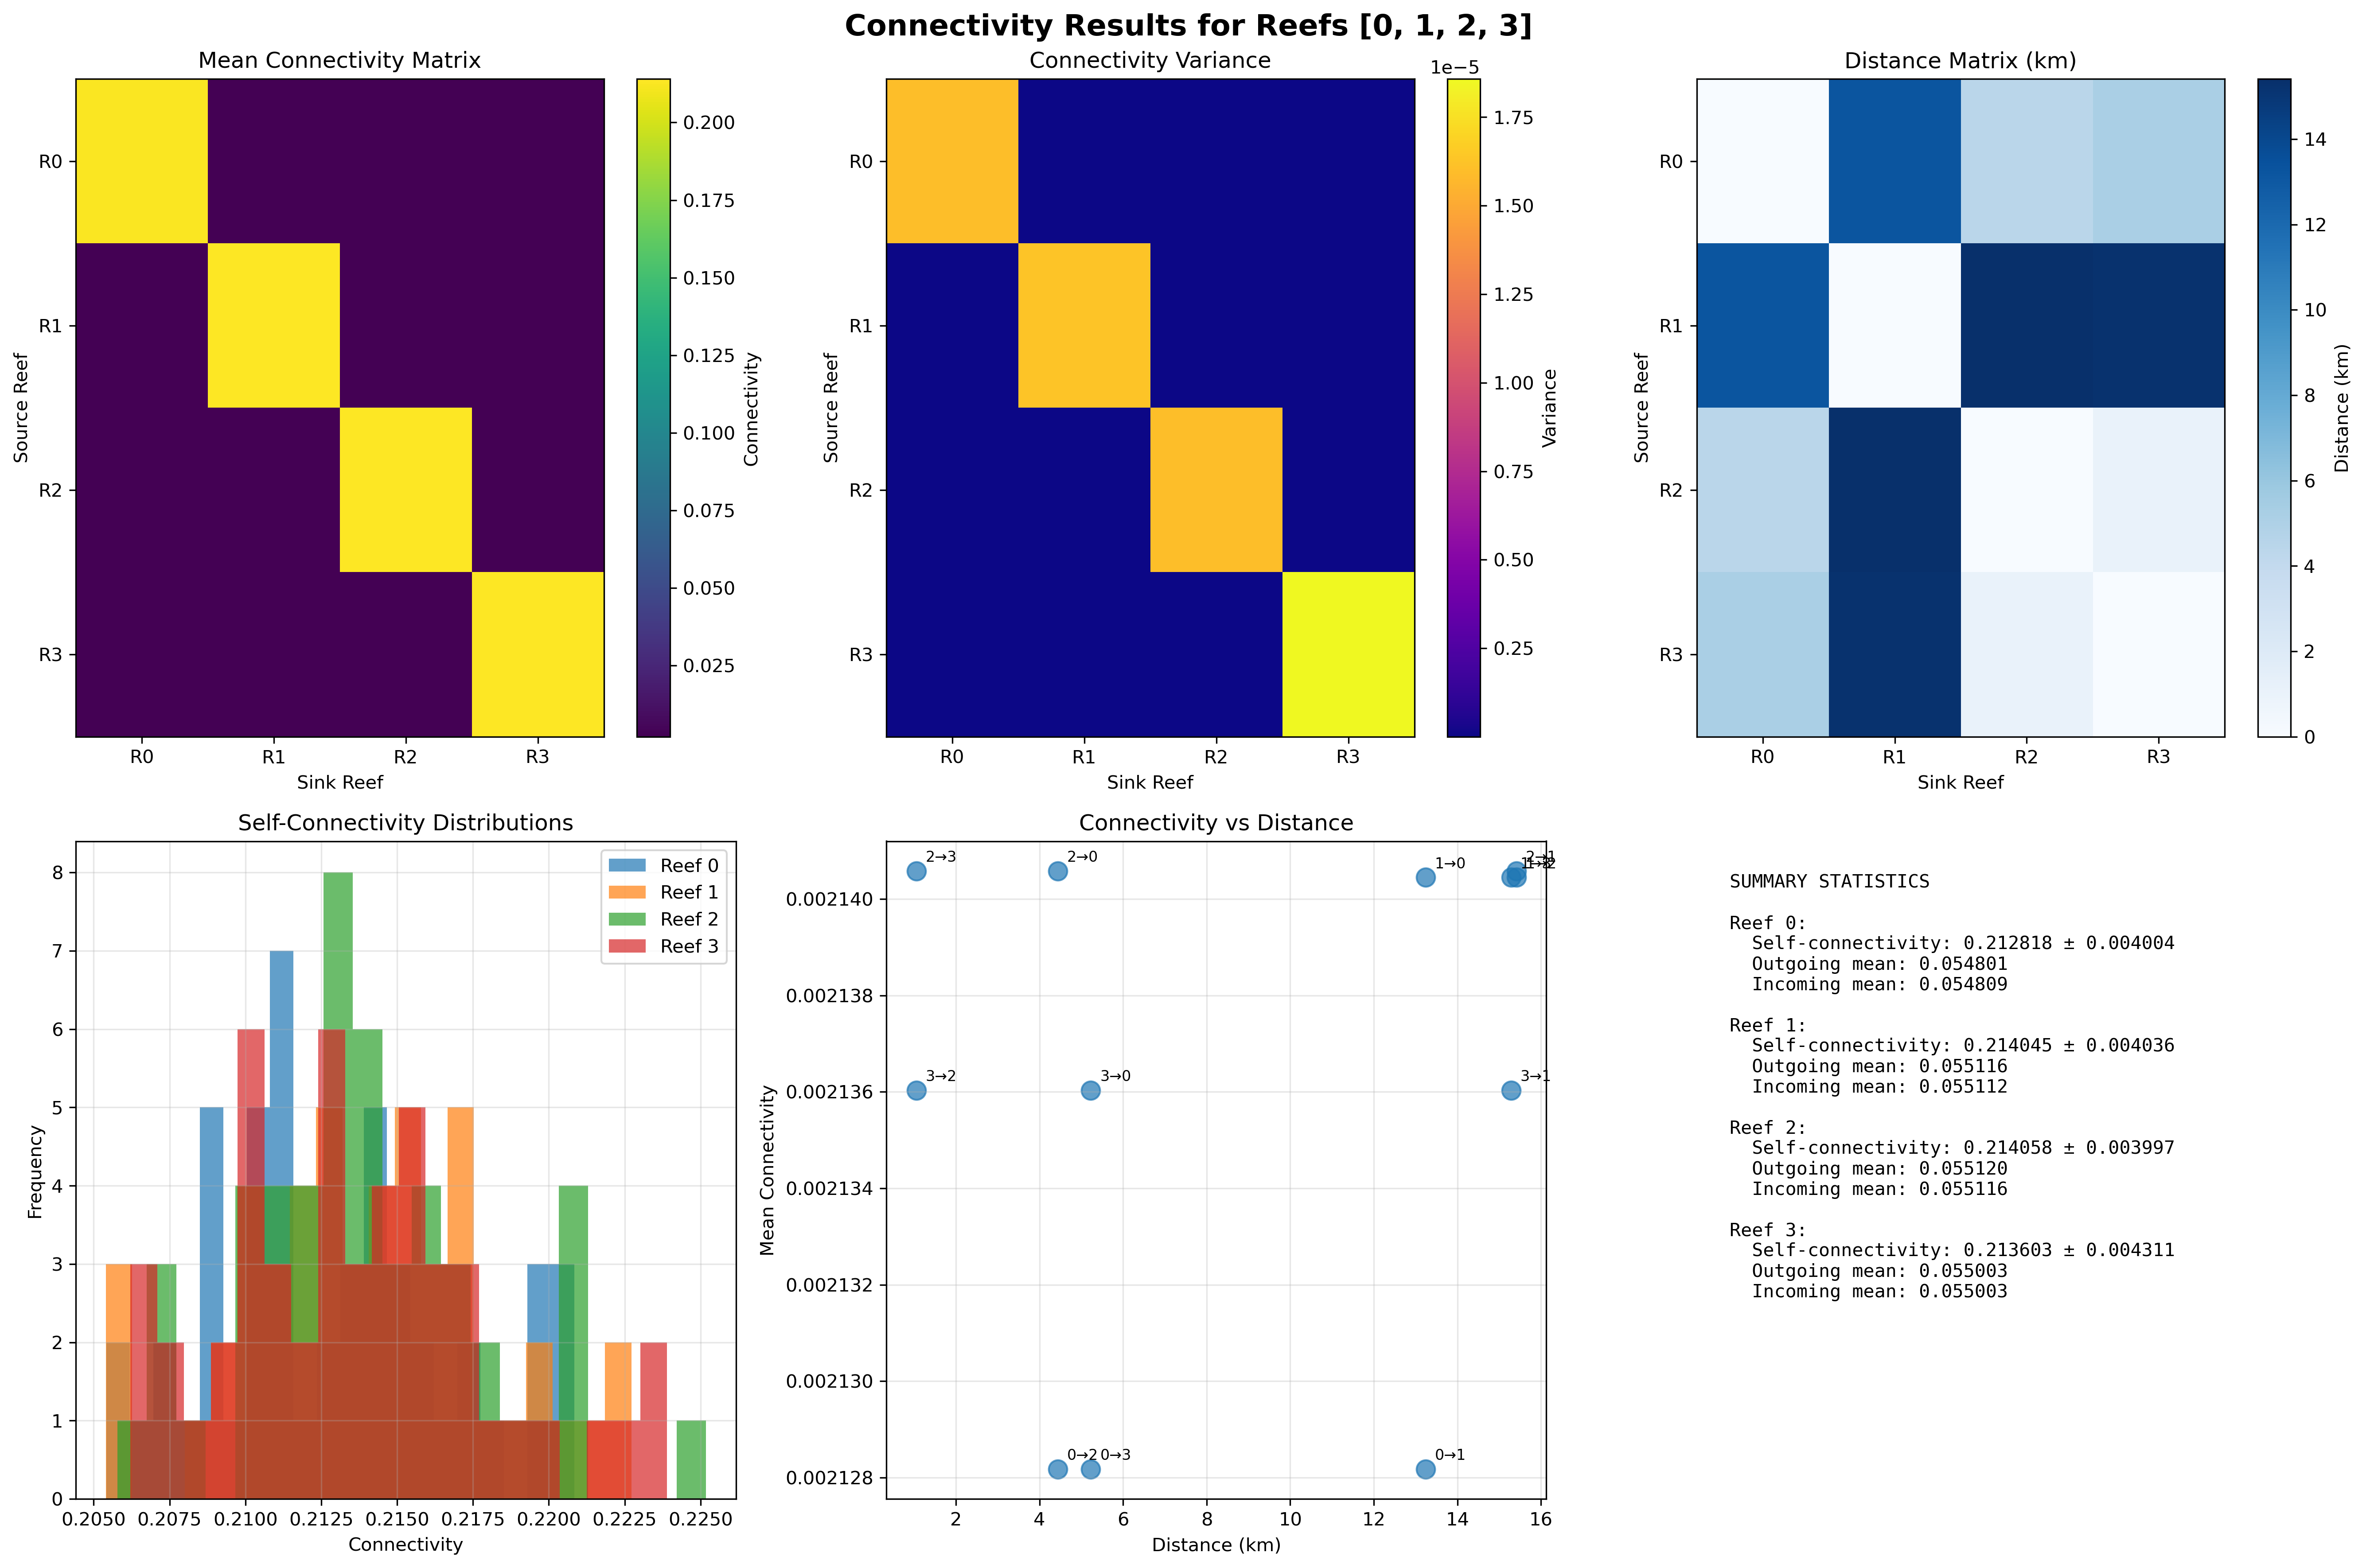 Connectivity Results for Reefs [0, 1, 2, 3]
Mean Connectivity Matrix
R0
R1
R2
R3
Source Reef
R0
R1
R2
R3
Sink Reef
0.200
0.175
0.150
0.125
0.100
0.075
0.050
0.025
Connectivity
Connectivity Variance
1e−5
R0
R1
R2
R3
Source Reef
R0
R1
R2
R3
Sink Reef
1.75
1.50
1.25
1.00
0.75
0.50
0.25
Variance
Distance Matrix (km)
R0
R1
R2
R3
Source Reef
R0
R1
R2
R3
Sink Reef
14
12
10
8
6
4
2
0
Distance (km)
Self-Connectivity Distributions
8
7
6
5
4
3
2
1
0
Frequency
0.2050
0.2075
0.2100
0.2125
0.2150
0.2175
0.2200
0.2225
0.2250
Connectivity
Reef 0
Reef 1
Reef 2
Reef 3
Connectivity vs Distance
0.002140
0.002138
0.002136
0.002134
0.002132
0.002130
0.002128
Mean Connectivity
2→3
2→0
1→0
2→1
3→2
3→0
3→1
0→2
0→3
0→1
2
4
6
8
10
12
14
16
Distance (km)
SUMMARY STATISTICS
Reef 0:
Self-connectivity: 0.212818 ± 0.004004
Outgoing mean: 0.054801
Incoming mean: 0.054809
Reef 1:
Self-connectivity: 0.214045 ± 0.004036
Outgoing mean: 0.055116
Incoming mean: 0.055112
Reef 2:
Self-connectivity: 0.214058 ± 0.003997
Outgoing mean: 0.055120
Incoming mean: 0.055116
Reef 3:
Self-connectivity: 0.213603 ± 0.004311
Outgoing mean: 0.055003
Incoming mean: 0.055003